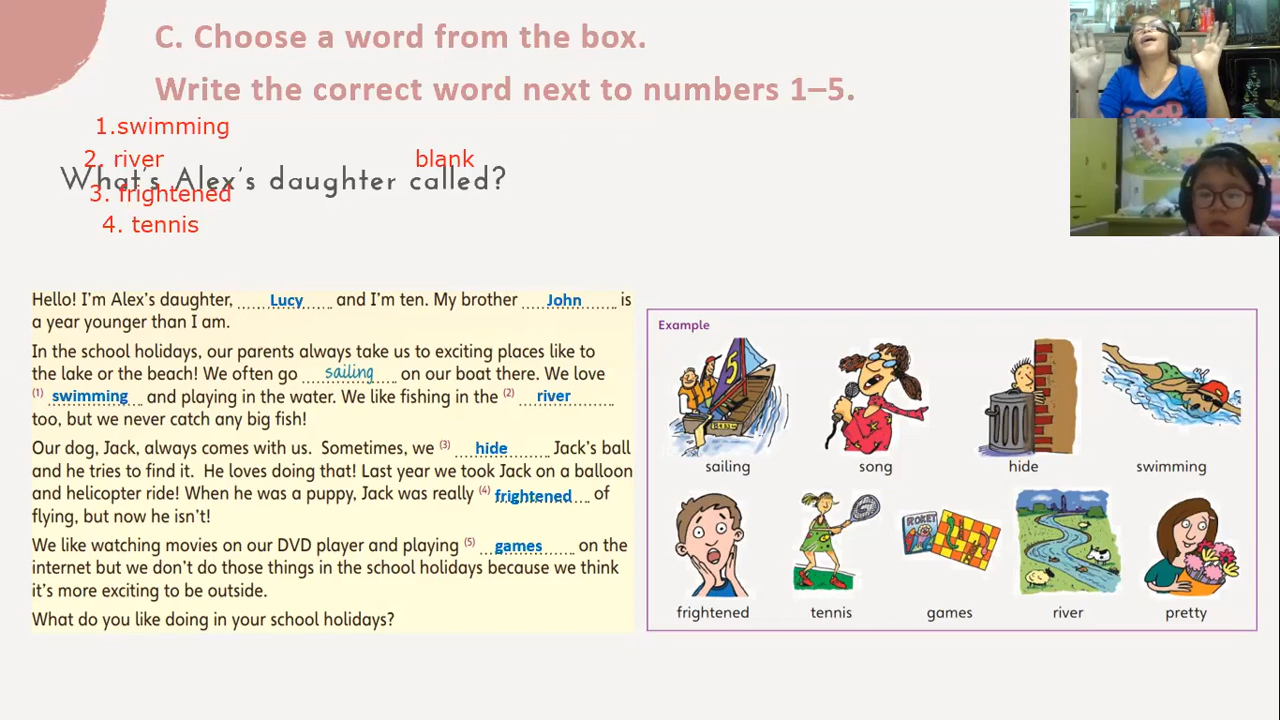 C. Choose a word from the box.
Write the correct word next to numbers 1–5.
1.swimming
2. river
blank
What's Alex's daughter called?
3. frightened
4. tennis
Hello! I'm Alex's daughter, Lucy and I'm ten. My brother John is
a year younger than I am.
In the school holidays, our parents always take us to exciting places like to
the lake or the beach! We often go sailing on our boat there. We love
(1) swimming and playing in the water. We like fishing in the (2) river
too, but we never catch any big fish!
Our dog, Jack, always comes with us. Sometimes, we (3) hide Jack's ball
and he tries to find it. He loves doing that! Last year we took Jack on a balloon
and helicopter ride! When he was a puppy, Jack was really (4) frightened of
flying, but now he isn't!
We like watching movies on our DVD player and playing (5) games on the
internet but we don't do those things in the school holidays because we think
it's more exciting to be outside.
What do you like doing in your school holidays?
Example
5
sailing
song
hide
swimming
ROCKET
frightened
tennis
games
river
pretty